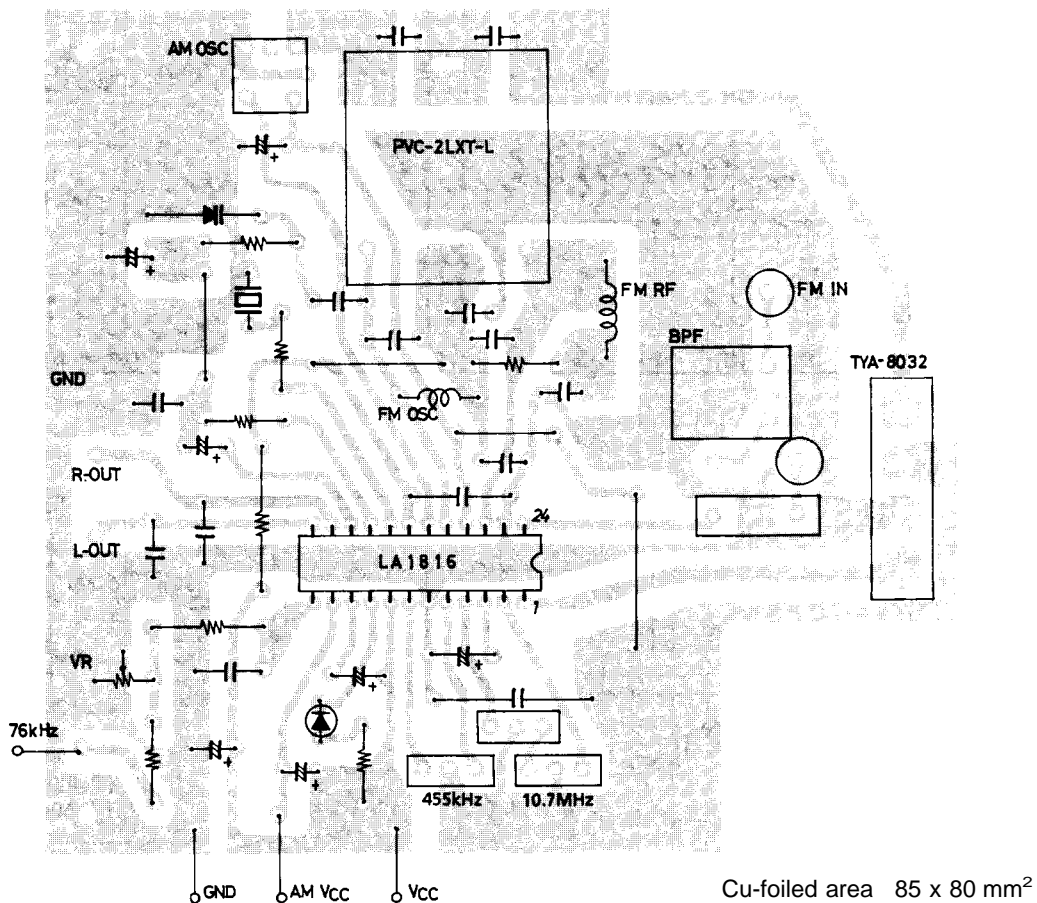 AM OSC
PVC-2LXT-L
FM RF
FM IN
BPF
TYA-8032
GND
FM OSC
R-OUT
L-OUT
24
LA1816
1
VR
76kHz
455kHz
10.7MHz
GND
AM VCC
VCC
Cu-foiled area 85 x 80 mm²